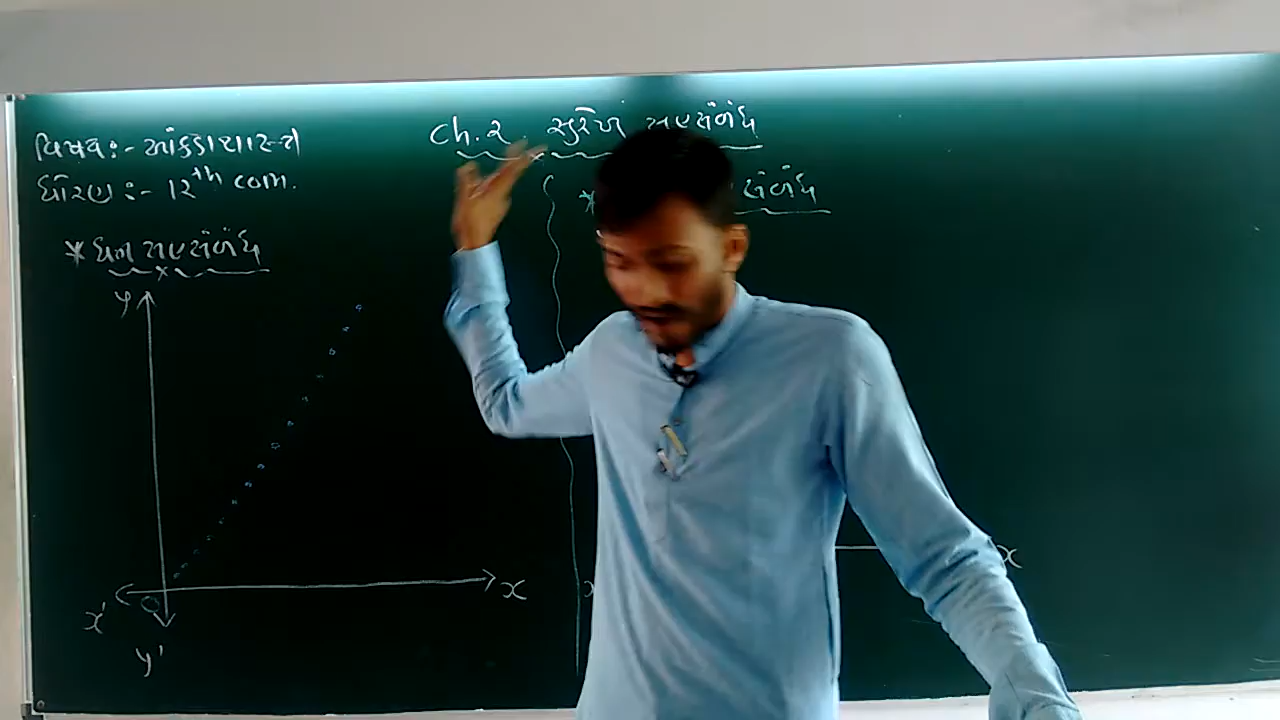 વિષય :- આંકડાશાસ્ત્ર
ધોરણ :- 12th com.
Ch. 2. સુરેખ સહસંબંધ
* ધન સહસંબંધ
* સંબંધ
y
x
x'
O
y'
x